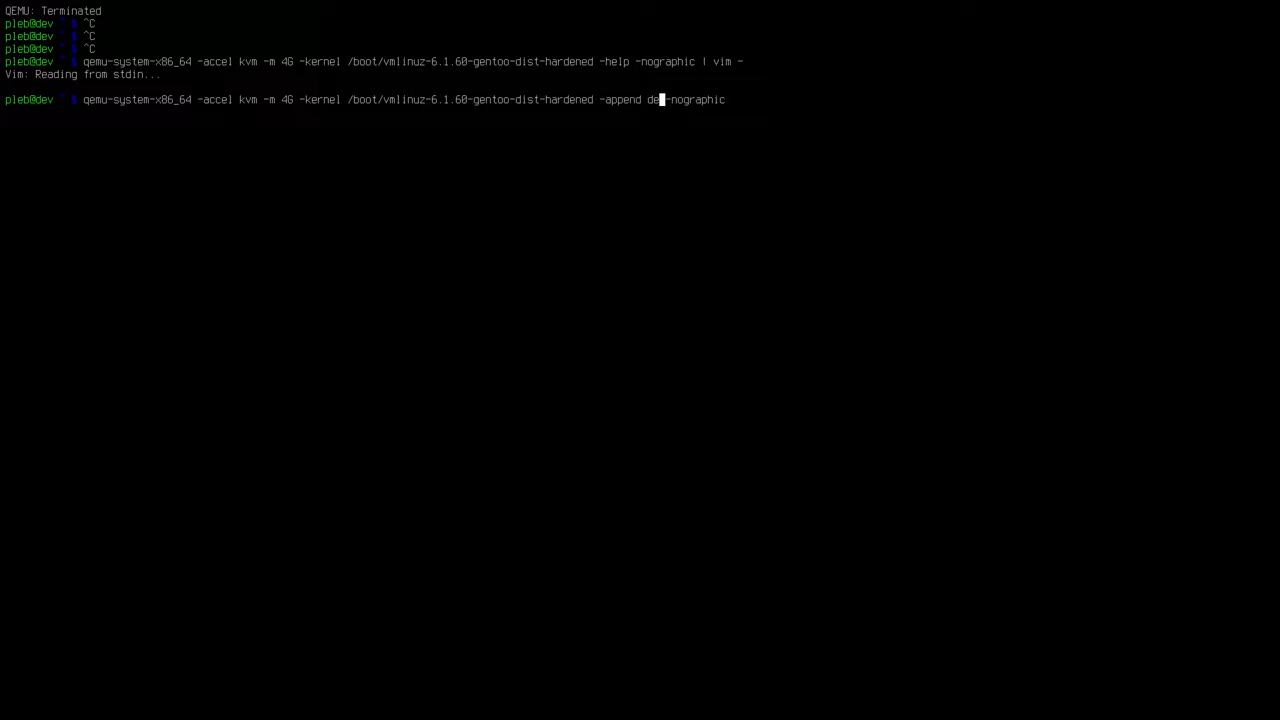 QEMU: Terminated
pleb@dev ~ $ ^C
pleb@dev ~ $ ^C
pleb@dev ~ $ ^C
pleb@dev ~ $ qemu-system-x86_64 -accel kvm -m 4G -kernel /boot/vmlinuz-6.1.60-gentoo-dist-hardened -help -nographic | vim -
Vim: Reading from stdin...
pleb@dev ~ $ qemu-system-x86_64 -accel kvm -m 4G -kernel /boot/vmlinuz-6.1.60-gentoo-dist-hardened -append de -nographic